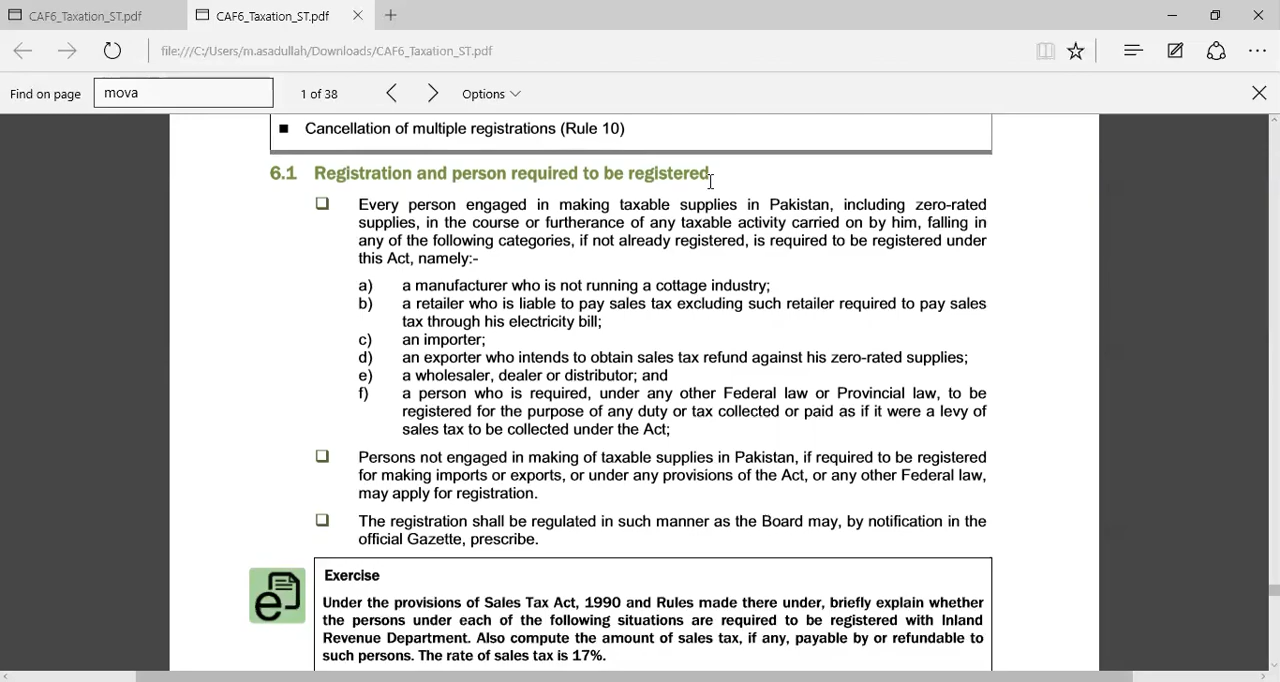 CAF6_Taxation_ST.pdf
CAF6_Taxation_ST.pdf
file:///C:/Users/m.asadullah/Downloads/CAF6_Taxation_ST.pdf
Find on page mova 1 of 38 Options
■ Cancellation of multiple registrations (Rule 10)
6.1 Registration and person required to be registered
❑ Every person engaged in making taxable supplies in Pakistan, including zero-rated
supplies, in the course or furtherance of any taxable activity carried on by him, falling in
any of the following categories, if not already registered, is required to be registered under
this Act, namely:-
a) a manufacturer who is not running a cottage industry;
b) a retailer who is liable to pay sales tax excluding such retailer required to pay sales
tax through his electricity bill;
c) an importer;
d) an exporter who intends to obtain sales tax refund against his zero-rated supplies;
e) a wholesaler, dealer or distributor; and
f) a person who is required, under any other Federal law or Provincial law, to be
registered for the purpose of any duty or tax collected or paid as if it were a levy of
sales tax to be collected under the Act;
❑ Persons not engaged in making of taxable supplies in Pakistan, if required to be registered
for making imports or exports, or under any provisions of the Act, or any other Federal law,
may apply for registration.
❑ The registration shall be regulated in such manner as the Board may, by notification in the
official Gazette, prescribe.
Exercise
Under the provisions of Sales Tax Act, 1990 and Rules made there under, briefly explain whether
the persons under each of the following situations are required to be registered with Inland
Revenue Department. Also compute the amount of sales tax, if any, payable by or refundable to
such persons. The rate of sales tax is 17%.